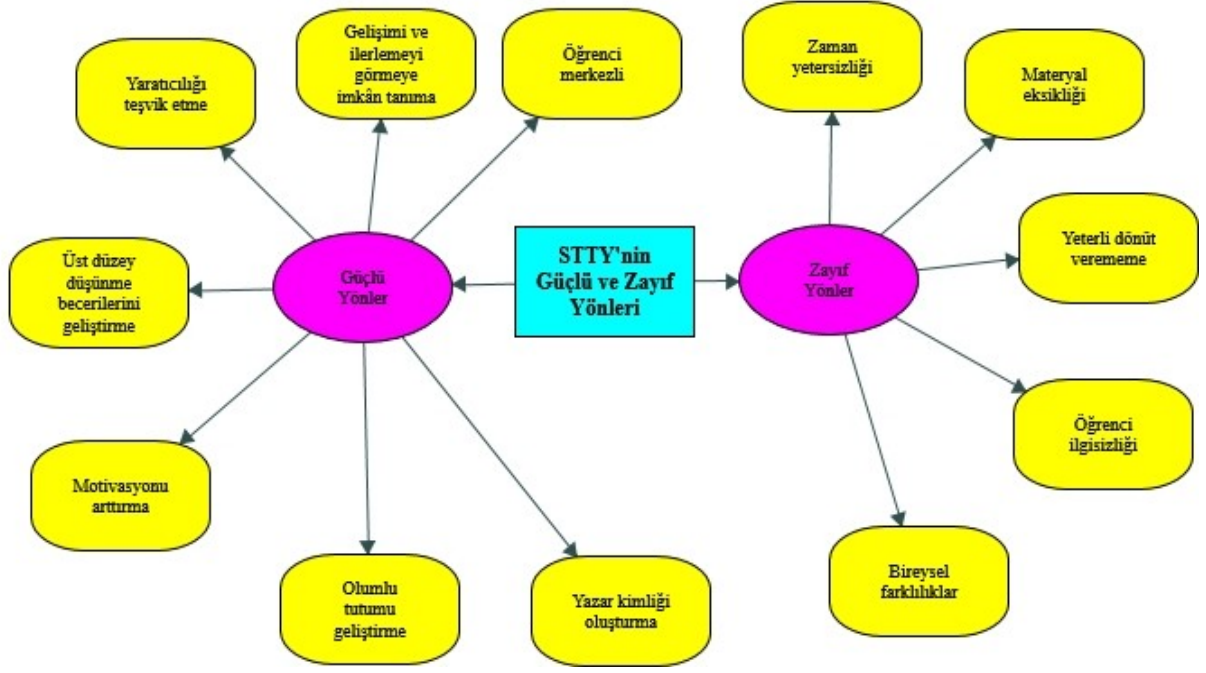 STTY'nin
Güçlü ve Zayıf
Yönleri
Güçlü
Yönler
Yaratıcılığı
teşvik etme
Gelişimi ve
ilerlemeyi
görmeye
imkân tanıma
Öğrenci
merkezli
Üst düzey
düşünme
becerilerini
geliştirme
Motivasyonu
arttırma
Olumlu
tutumu
geliştirme
Yazar kimliği
oluşturma
Zayıf
Yönler
Zaman
yetersizliği
Materyal
eksikliği
Yeterli dönüt
verememe
Öğrenci
ilgisizliği
Bireysel
farklılıklar